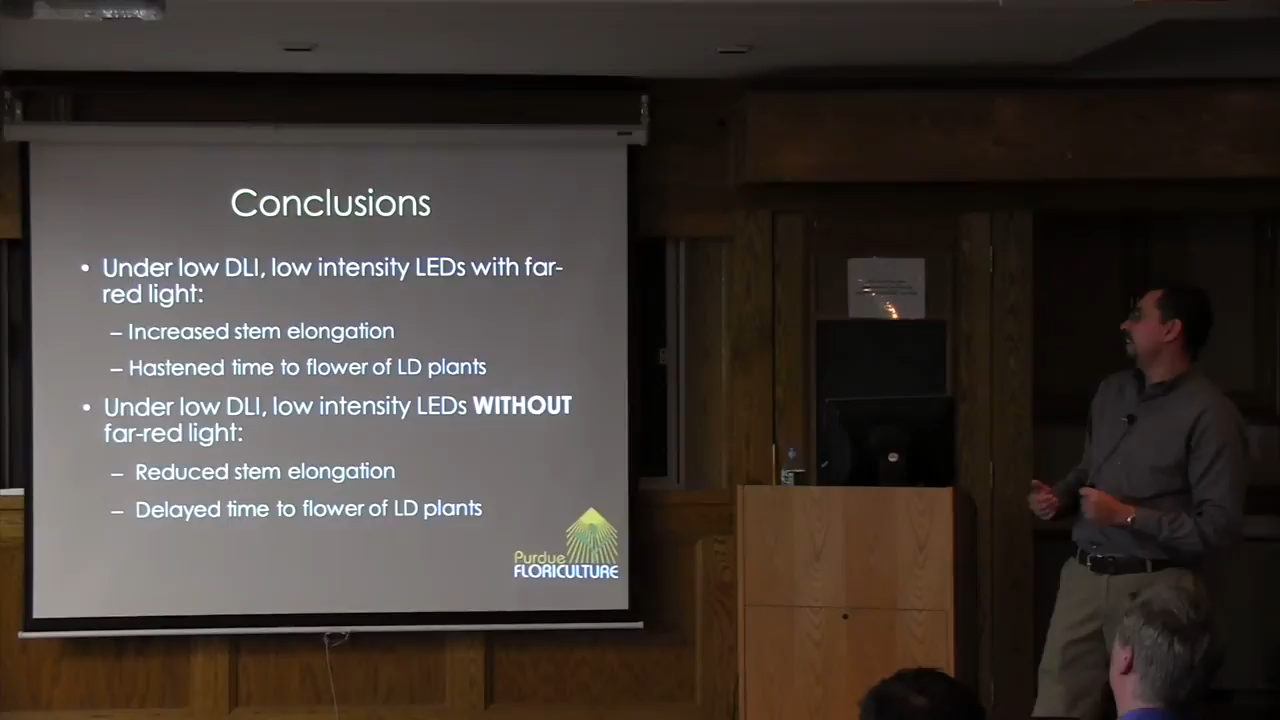 Conclusions
• Under low DLI, low intensity LEDs with far-
red light:
– Increased stem elongation
– Hastened time to flower of LD plants
• Under low DLI, low intensity LEDs WITHOUT
far-red light:
– Reduced stem elongation
– Delayed time to flower of LD plants
Purdue
FLORICULTURE